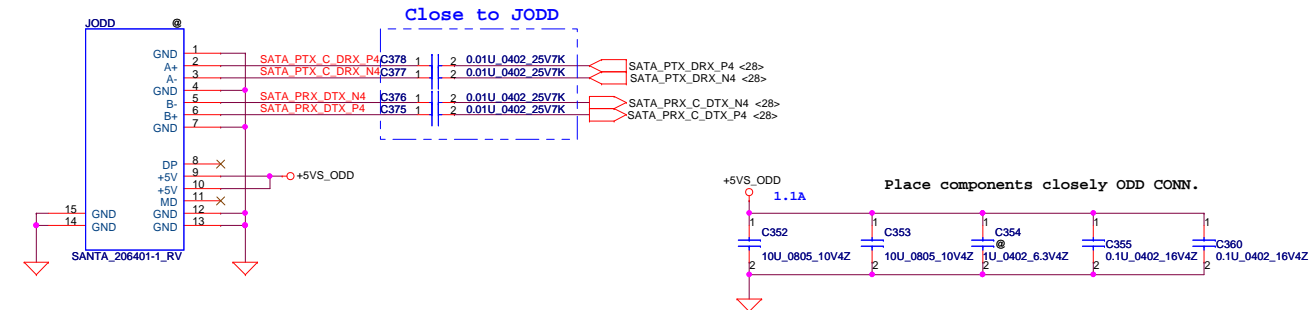 Close to JODD
JODD @
GND 1
A+ 2 SATA_PTX_C_DRX_P4 C378 1 2 0.01U_0402_25V7K SATA_PTX_DRX_P4 <28>
A- 3 SATA_PTX_C_DRX_N4 C377 1 2 0.01U_0402_25V7K SATA_PTX_DRX_N4 <28>
GND 4
B- 5 SATA_PRX_DTX_N4 C376 1 2 0.01U_0402_25V7K SATA_PRX_C_DTX_N4 <28>
B+ 6 SATA_PRX_DTX_P4 C375 1 2 0.01U_0402_25V7K SATA_PRX_C_DTX_P4 <28>
GND 7
DP 8
+5V 9 +5VS_ODD
+5V 10
MD 11
15 GND GND 12
14 GND GND 13
SANTA_206401-1_RV
+5VS_ODD
1.1A
Place components closely ODD CONN.
1 1 1 1 1
C352 C353 C354 C355 C360
@
10U_0805_10V4Z 10U_0805_10V4Z 1U_0402_6.3V4Z 0.1U_0402_16V4Z 0.1U_0402_16V4Z
2 2 2 2 2